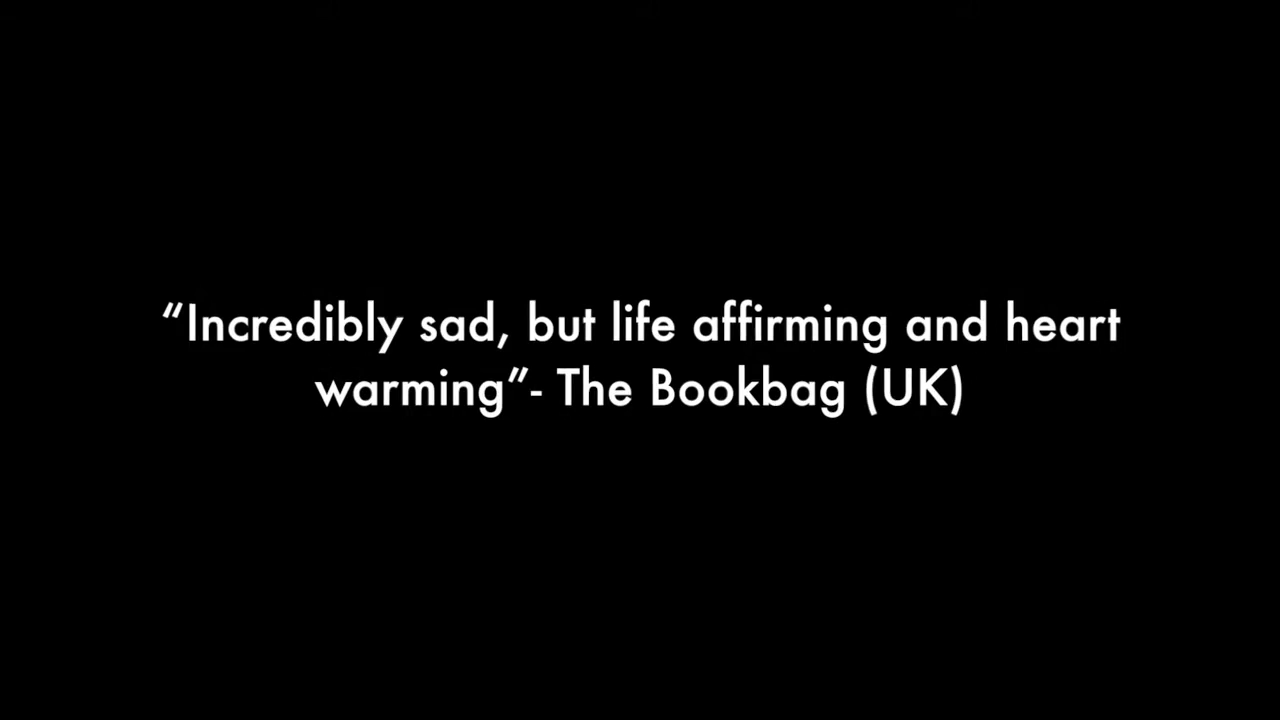 “Incredibly sad, but life affirming and heart
warming”- The Bookbag (UK)